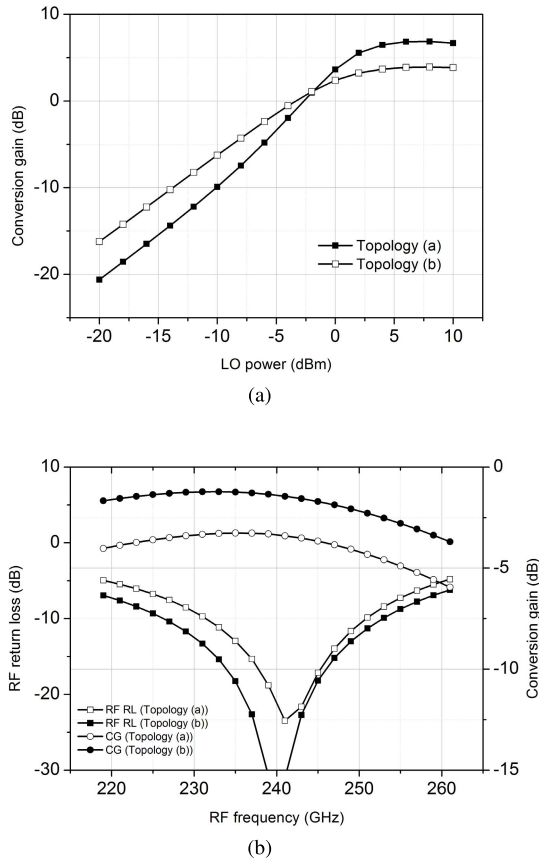 10
0
-10
-20
Conversion gain (dB)
Topology (a)
Topology (b)
-20 -15 -10 -5 0 5 10
LO power (dBm)
(a)
10
0
-10
-20
-30
RF return loss (dB)
0
-5
-10
-15
Conversion gain (dB)
RF RL (Topology (a))
RF RL (Topology (b))
CG (Topology (a))
CG (Topology (b))
220 230 240 250 260
RF frequency (GHz)
(b)